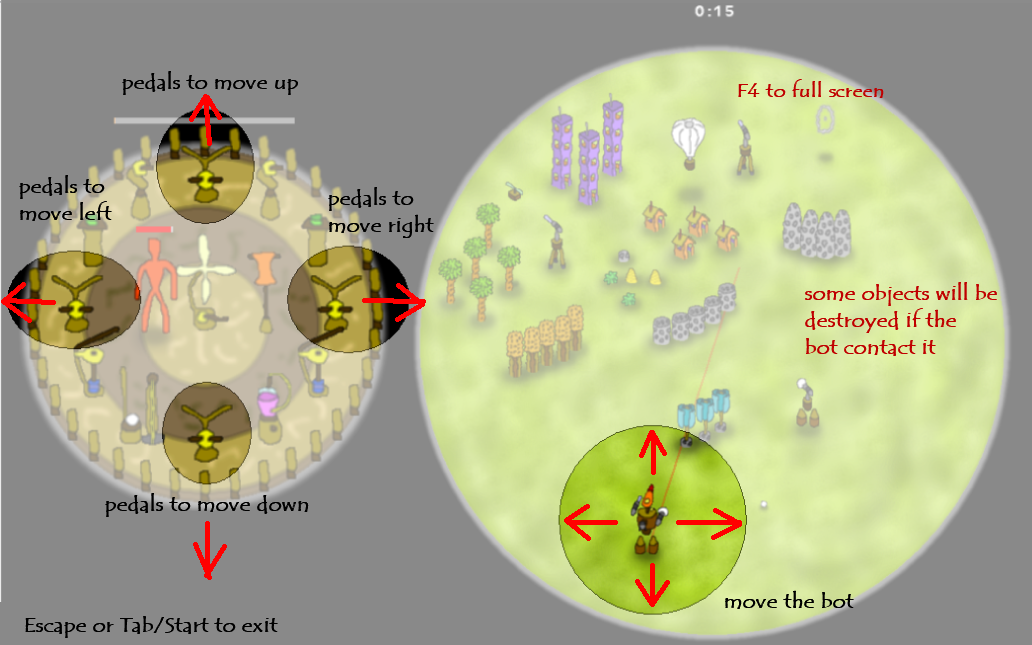 0:15
pedals to move up
F4 to full screen
pedals to
move left
pedals to
move right
some objects will be
destroyed if the
bot contact it
pedals to move down
move the bot
Escape or Tab/Start to exit